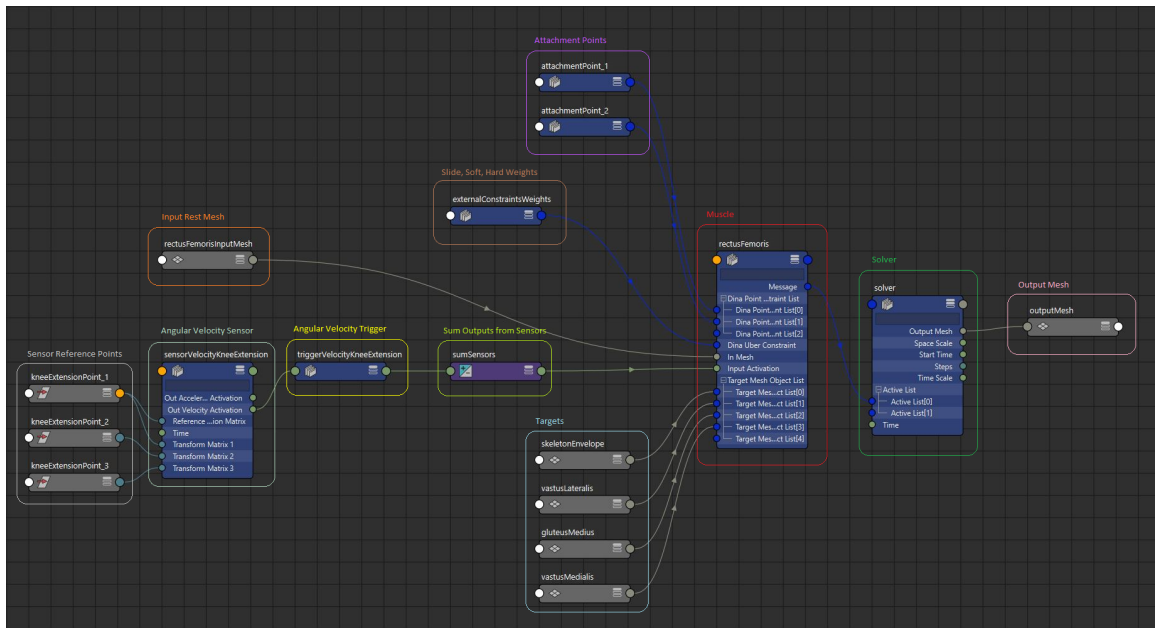 Attachment Points
attachmentPoint_1
attachmentPoint_2
Slide, Soft, Hard Weights
externalConstraintsWeights
Input Rest Mesh
rectusFemorisInputMesh
Muscle
rectusFemoris
Message
Dina Point ...traint List
Dina Point...nt List[0]
Dina Point...nt List[1]
Dina Point...nt List[2]
Dina Uber Constraint
In Mesh
Input Activation
Target Mesh Object List
Target Mes...ct List[0]
Target Mes...ct List[1]
Target Mes...ct List[2]
Target Mes...ct List[3]
Target Mes...ct List[4]
Solver
solver
Output Mesh
Space Scale
Start Time
Steps
Time Scale
Active List
Active List[0]
Active List[1]
Time
Output Mesh
outputMesh
Sensor Reference Points
kneeExtensionPoint_1
kneeExtensionPoint_2
kneeExtensionPoint_3
Angular Velocity Sensor
sensorVelocityKneeExtension
Out Acceler... Activation
Out Velocity Activation
Reference ...ion Matrix
Time
Transform Matrix 1
Transform Matrix 2
Transform Matrix 3
Angular Velocity Trigger
triggerVelocityKneeExtension
Sum Outputs from Sensors
sumSensors
Targets
skeletonEnvelope
vastusLateralis
gluteusMedius
vastusMedialis